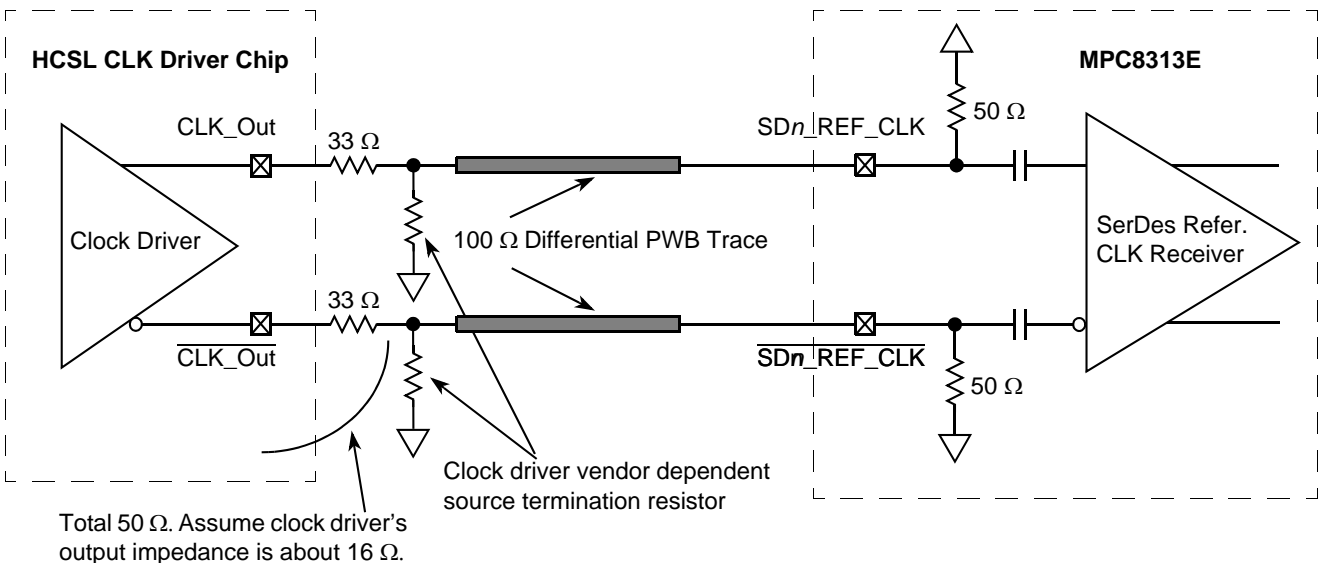 HCSL CLK Driver Chip
MPC8313E
CLK_Out
33 Ω
SDn_REF_CLK
50 Ω
Clock Driver
100 Ω Differential PWB Trace
SerDes Refer.
CLK Receiver
33 Ω
CLK_Out
SDn_REF_CLK
50 Ω
Clock driver vendor dependent
source termination resistor
Total 50 Ω. Assume clock driver's
output impedance is about 16 Ω.